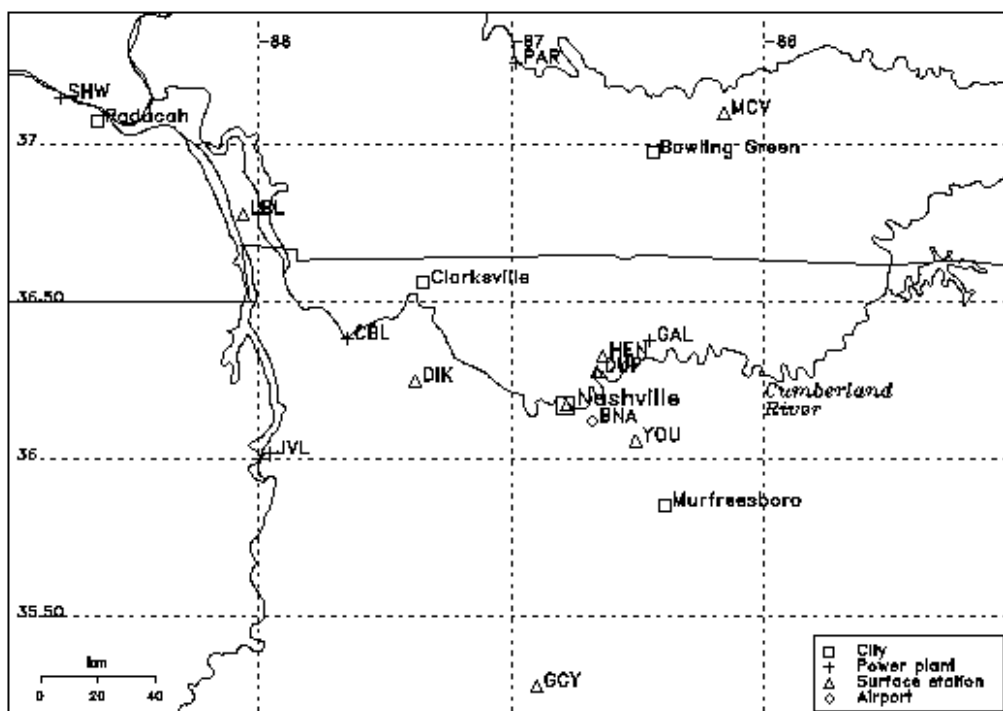 -88
-87
-86
PAR
SHW
Paducah
MCV
37
Bowling Green
LBL
Clarksville
36.50
CBL
GAL
HEN
DUP
DIK
Nashville
Cumberland
River
BNA
YOU
36
JVL
Murfreesboro
35.50
km
0 20 40
GCY
City
Power plant
Surface station
Airport